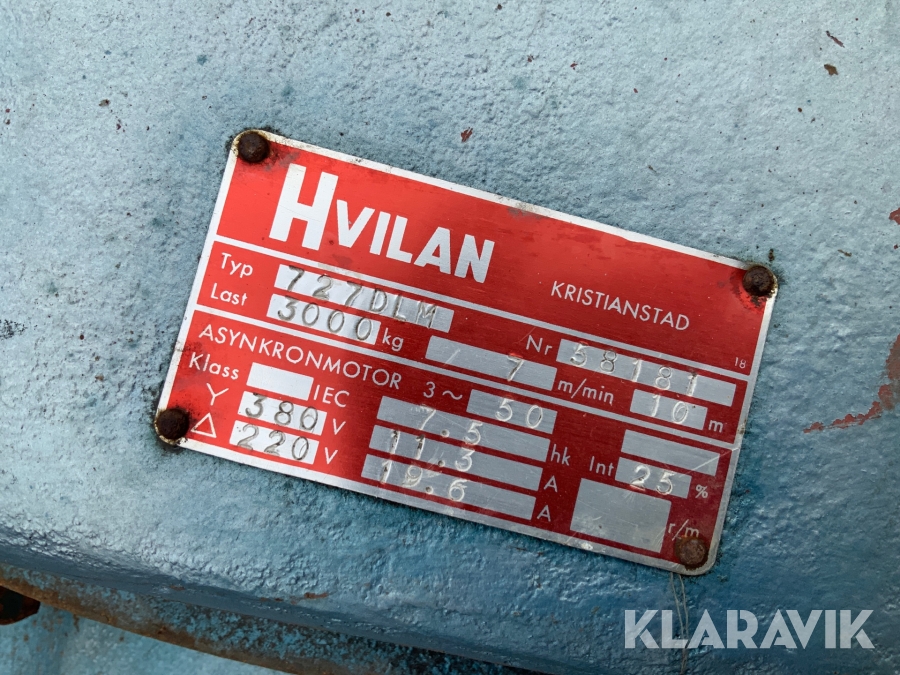 HVILAN KRISTIANSTAD
18
Typ 727DLM Nr 58181
Last 3000 kg 7 m/min 10 m
ASYNKRONMOTOR 3~ 50
Klass IEC 7.5 hk Int 25 %
Y 380 V 11.3 A
△ 220 V 19.6 A r/m
KLARAVIK